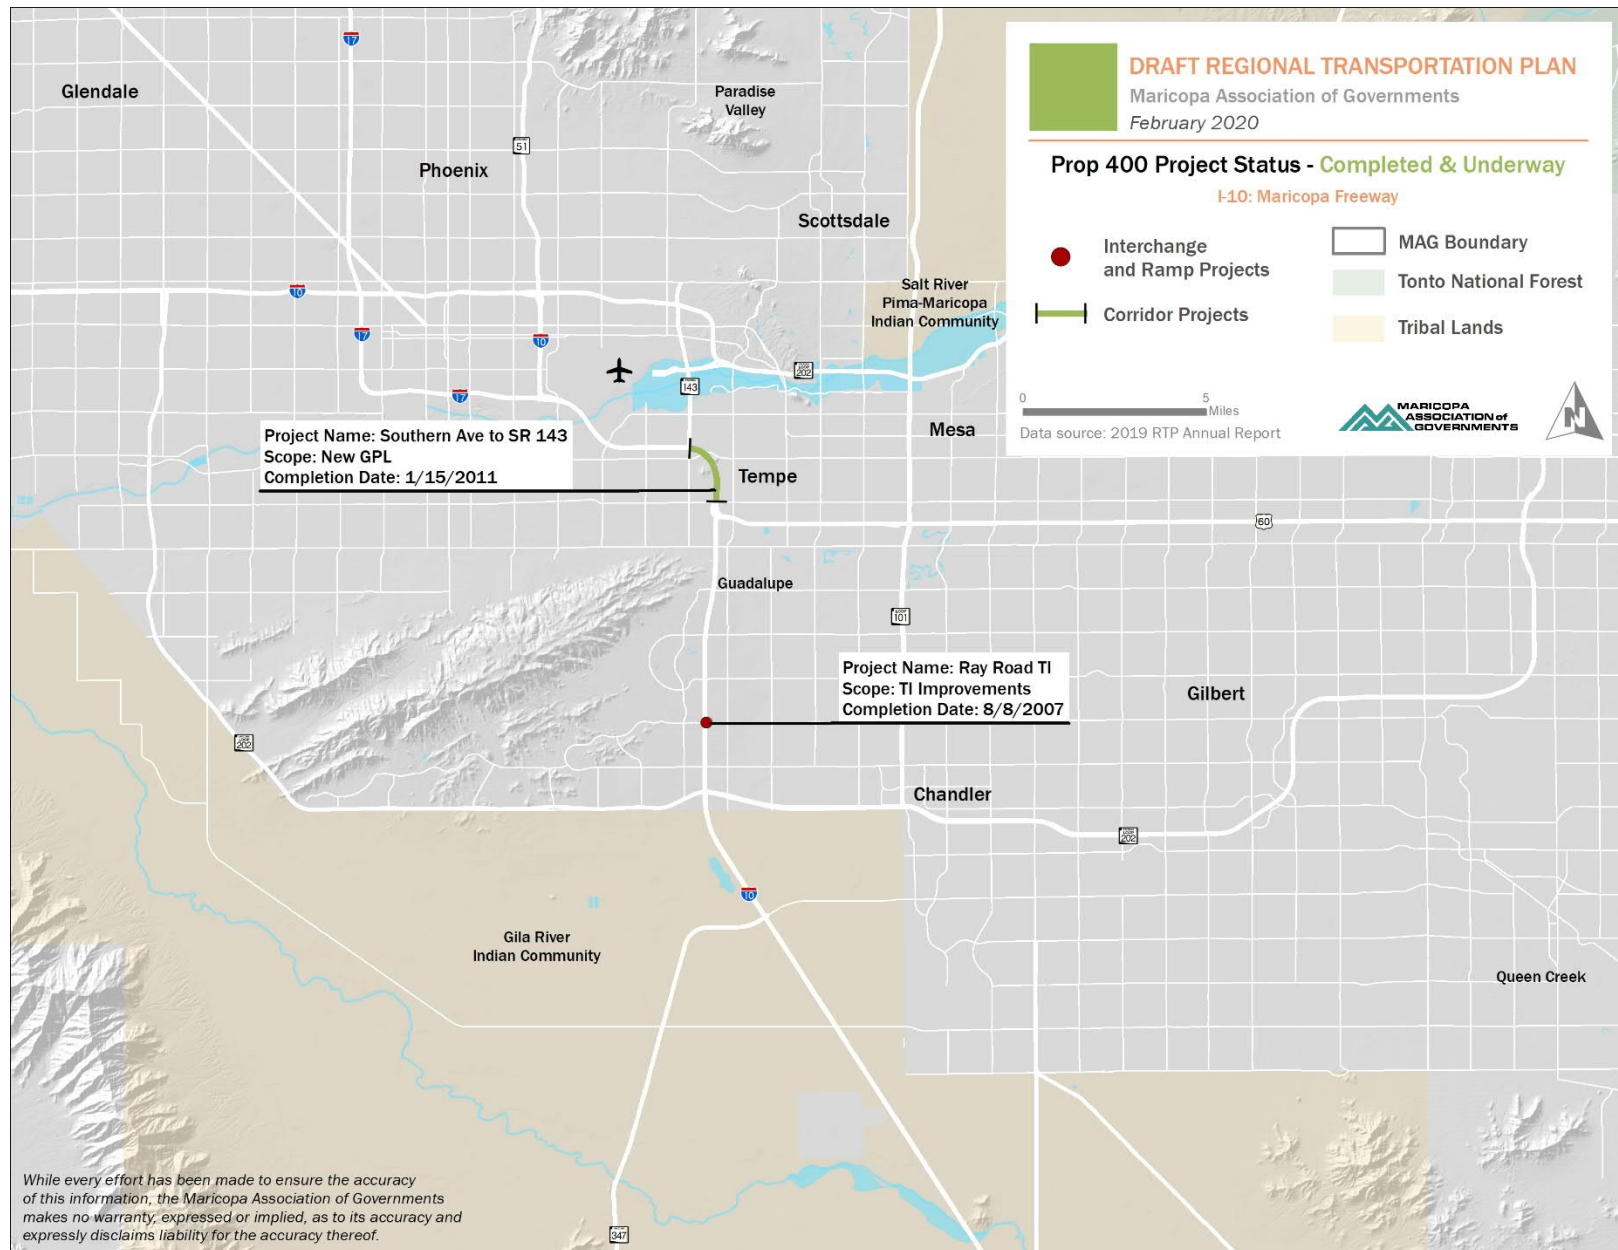 DRAFT REGIONAL TRANSPORTATION PLAN
Maricopa Association of Governments
February 2020
Prop 400 Project Status - Completed & Underway
I-10: Maricopa Freeway
Interchange
and Ramp Projects
Corridor Projects
MAG Boundary
Tonto National Forest
Tribal Lands
0 5
Miles
Data source: 2019 RTP Annual Report
MARICOPA
ASSOCIATION of
GOVERNMENTS
N
17
Glendale
Paradise
Valley
51
Phoenix
Scottsdale
Salt River
Pima-Maricopa
Indian Community
10
17
10
202
143
17
Mesa
Project Name: Southern Ave to SR 143
Scope: New GPL
Completion Date: 1/15/2011
Tempe
60
Guadalupe
LOOP
101
Project Name: Ray Road TI
Scope: TI Improvements
Completion Date: 8/8/2007
Gilbert
202
Chandler
202
10
Gila River
Indian Community
Queen Creek
While every effort has been made to ensure the accuracy
of this information, the Maricopa Association of Governments
makes no warranty, expressed or implied, as to its accuracy and
expressly disclaims liability for the accuracy thereof.
347